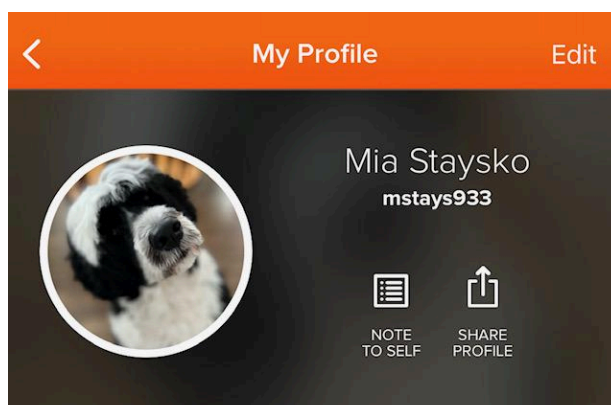 My Profile
Edit
Mia Staysko
mstays933
NOTE
TO SELF
SHARE
PROFILE